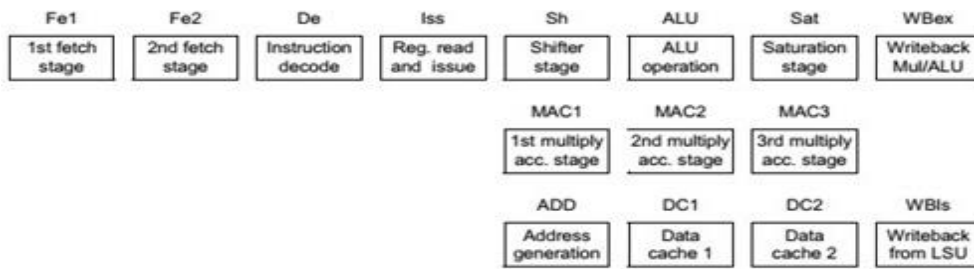 Fe1 Fe2 De Iss Sh ALU Sat WBex
1st fetch stage
2nd fetch stage
Instruction decode
Reg. read and issue
Shifter stage
ALU operation
Saturation stage
Writeback Mul/ALU
MAC1 MAC2 MAC3
1st multiply acc. stage
2nd multiply acc. stage
3rd multiply acc. stage
ADD DC1 DC2 WBls
Address generation
Data cache 1
Data cache 2
Writeback from LSU